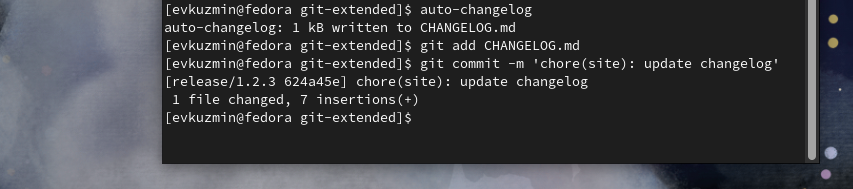 [evkuzmin@fedora git-extended]$ auto-changelog
auto-changelog: 1 kB written to CHANGELOG.md
[evkuzmin@fedora git-extended]$ git add CHANGELOG.md
[evkuzmin@fedora git-extended]$ git commit -m 'chore(site): update changelog'
[release/1.2.3 624a45e] chore(site): update changelog
 1 file changed, 7 insertions(+)
[evkuzmin@fedora git-extended]$